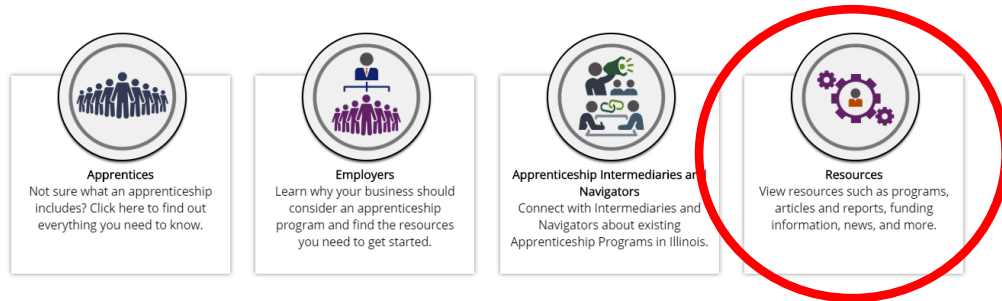 Apprentices
Not sure what an apprenticeship
includes? Click here to find out
everything you need to know.
Employers
Learn why your business should
consider an apprenticeship
program and find the resources
you need to get started.
Apprenticeship Intermediaries and
Navigators
Connect with Intermediaries and
Navigators about existing
Apprenticeship Programs in Illinois.
Resources
View resources such as programs,
articles and reports, funding
information, news, and more.